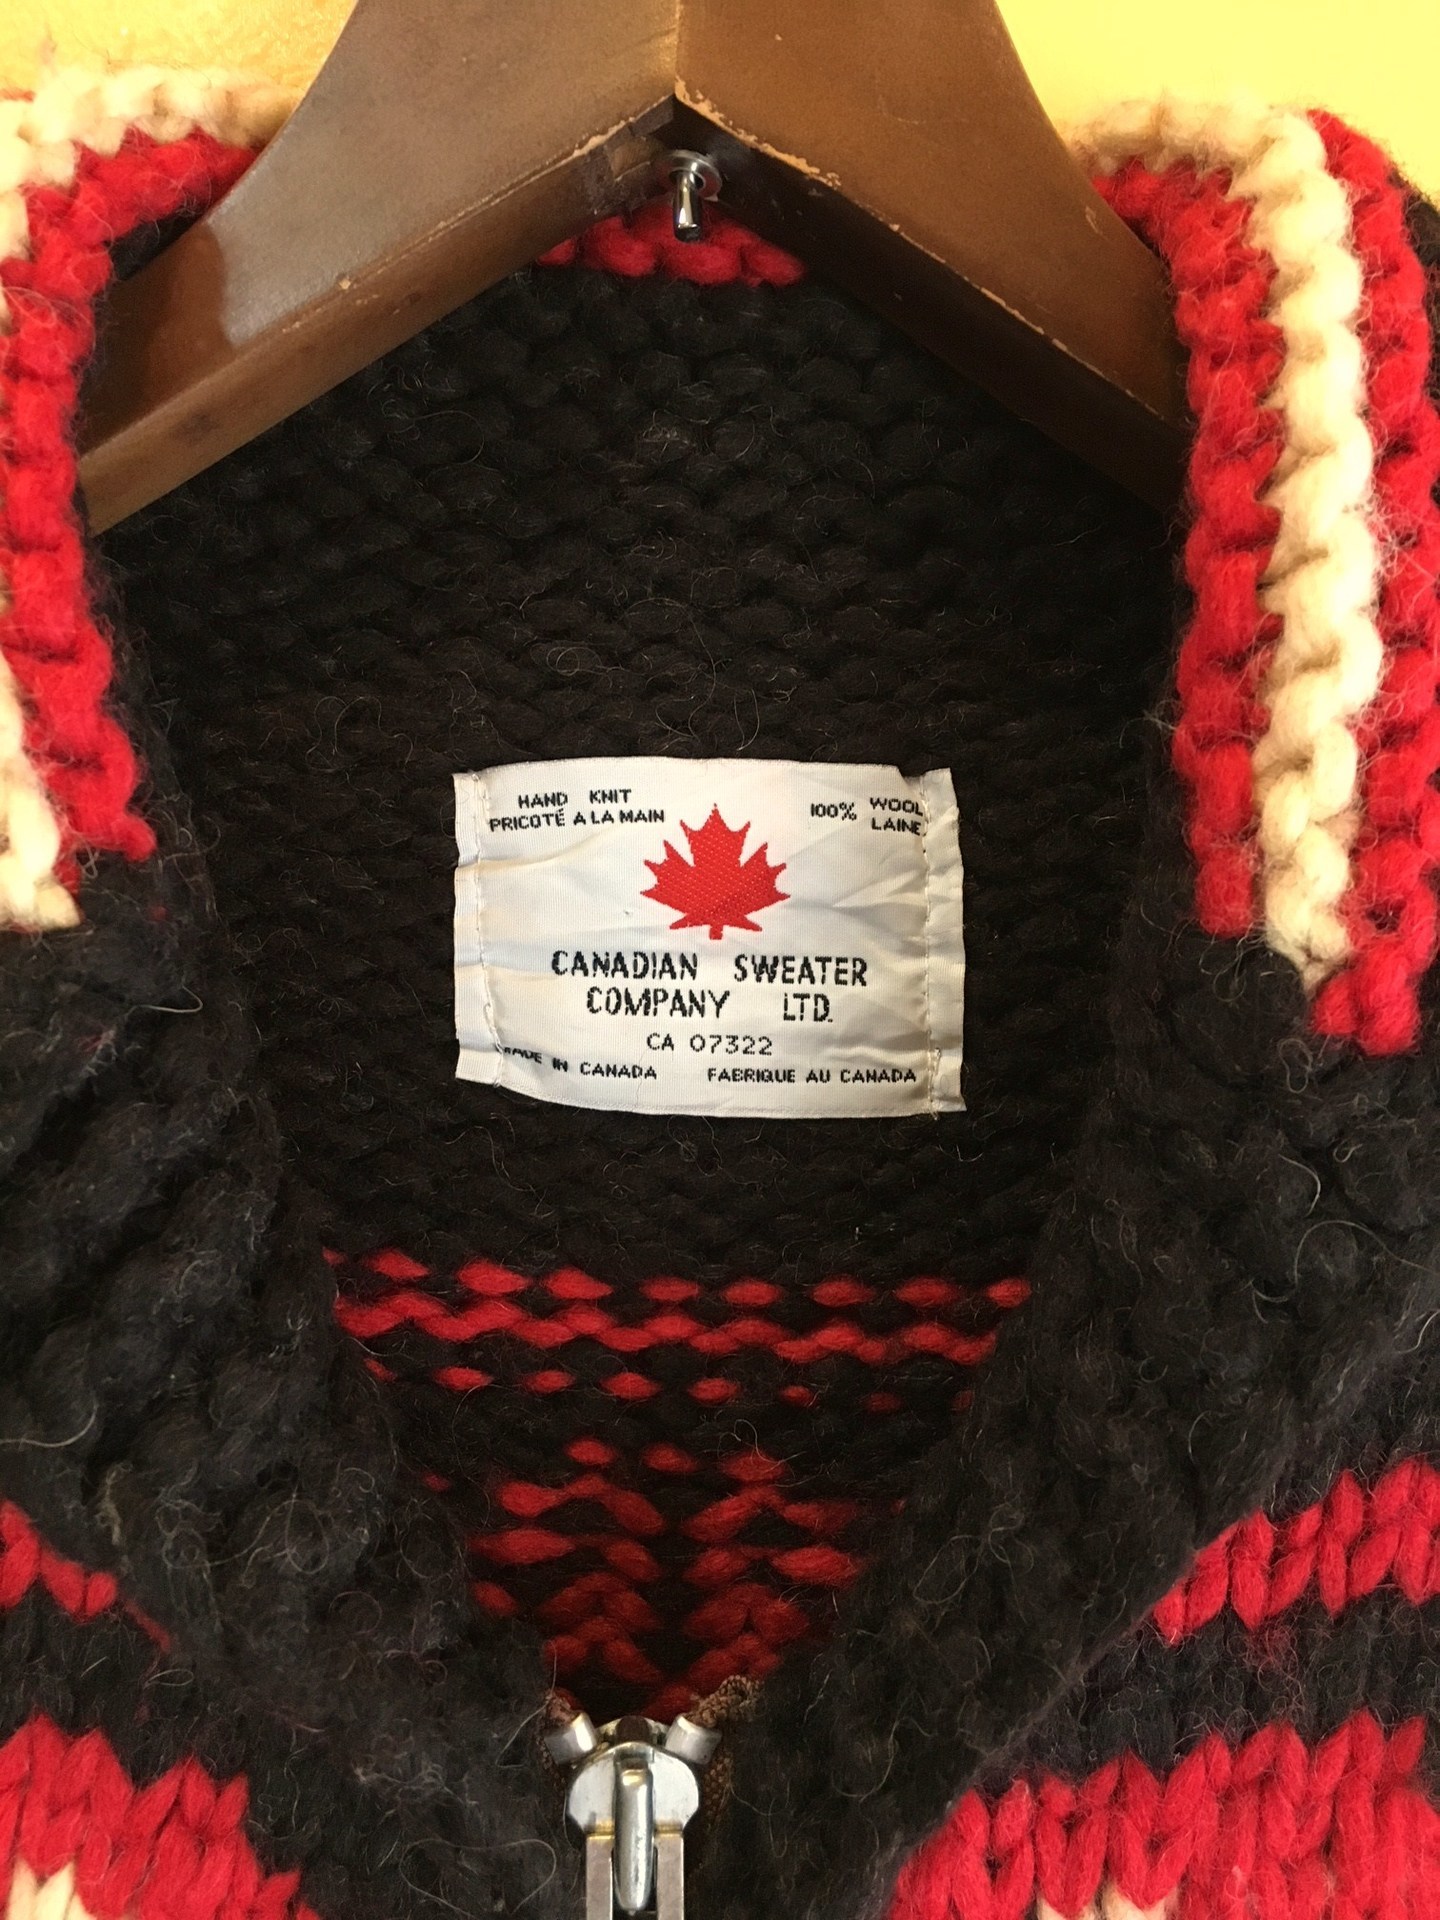 HAND KNIT
PRICOTÉ A LA MAIN
100% WOOL
LAINE
CANADIAN SWEATER
COMPANY LTD.
CA 07322
MADE IN CANADA FABRIQUE AU CANADA